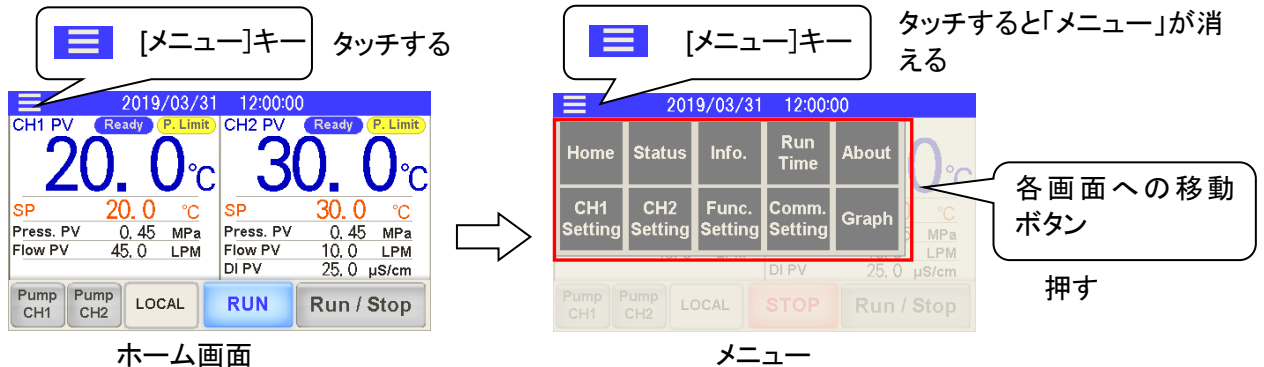 [メニュー]キー
タッチする
2019/03/31 12:00:00
CH1 PV Ready P. Limit CH2 PV Ready P. Limit
20. 0 ℃ 30. 0 ℃
SP 20. 0 ℃ SP 30. 0 ℃
Press. PV 0. 45 MPa Press. PV 0. 45 MPa
Flow PV 45. 0 LPM Flow PV 10. 0 LPM
DI PV 25. 0 μS/cm
Pump CH1 Pump CH2 LOCAL RUN Run / Stop
ホーム画面
[メニュー]キー
タッチすると「メニュー」が消
える
2019/03/31 12:00:00
Home Status Info. Run Time About
CH1 Setting CH2 Setting Func. Setting Comm. Setting Graph
0 ℃
0 ℃
5 MPa
LPM
DI PV 25. 0 μS/cm
Pump CH1 Pump CH2 LOCAL STOP Run / Stop
各画面への移動
ボタン
押す
メニュー